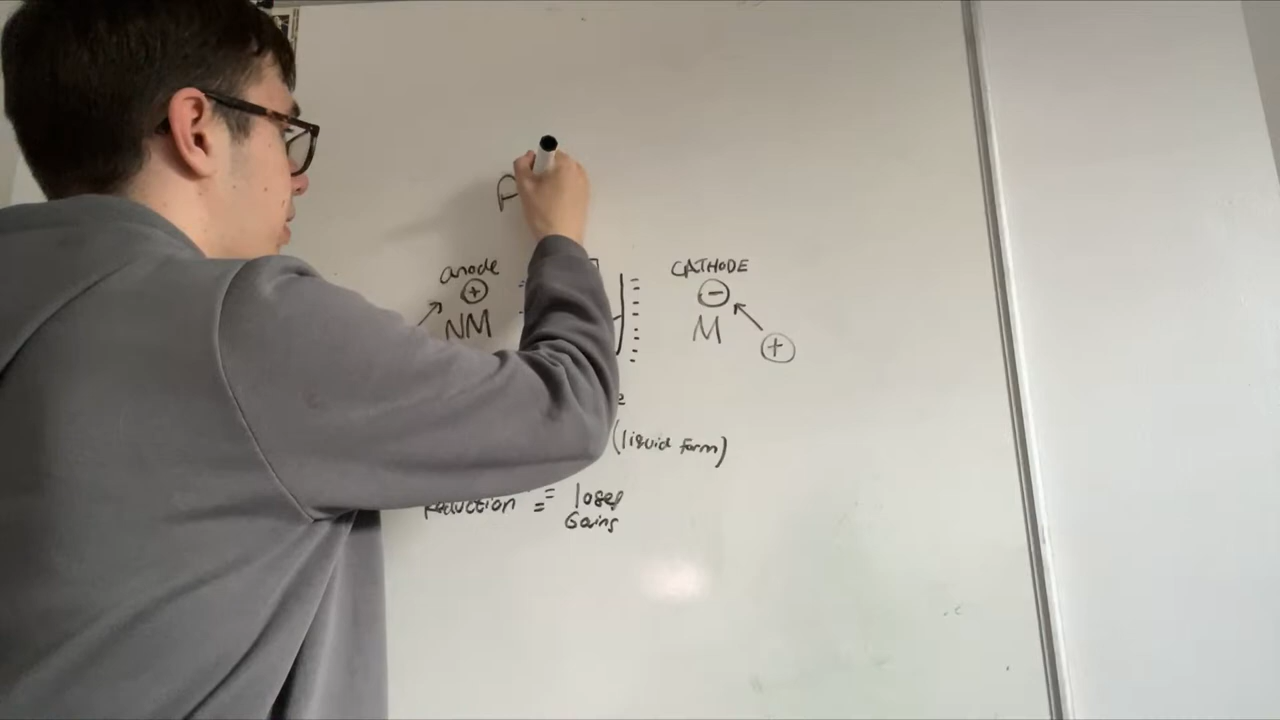 P
anode CATHODE
+ −
NM M +
(liquid form)
reduction = loses
Gains